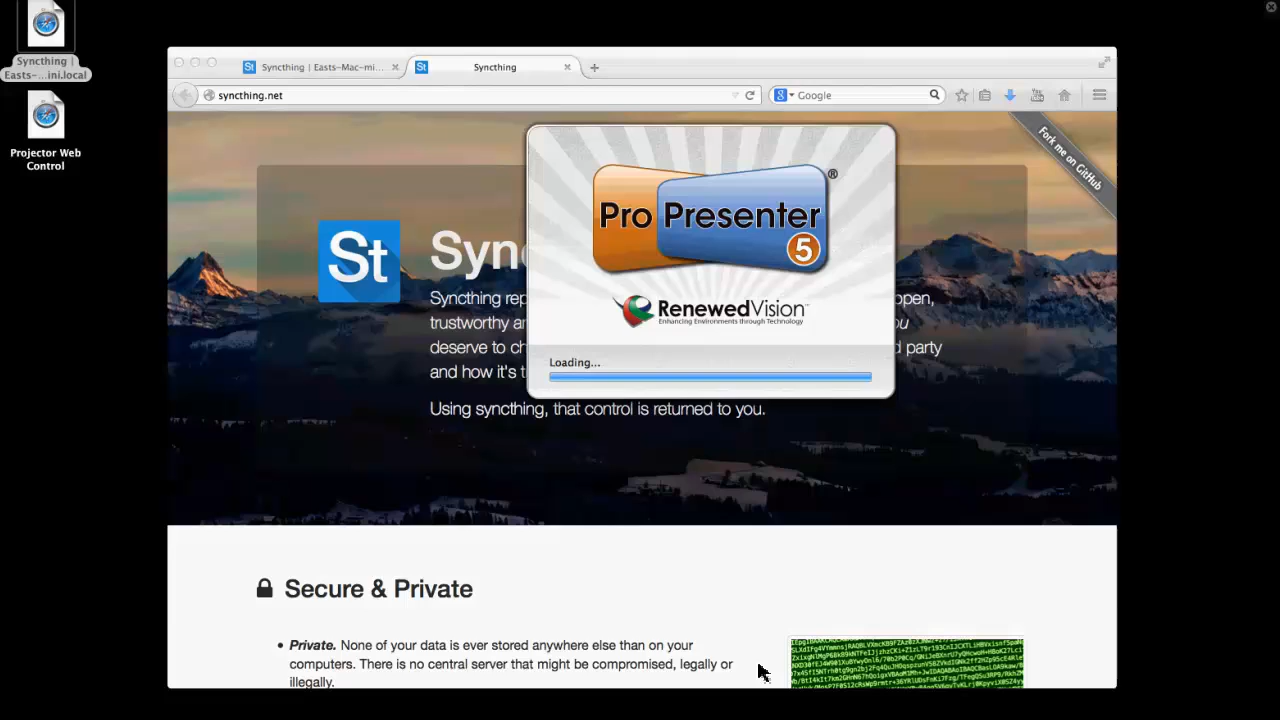 Syncthing |
Easts-...ini.local
Projector Web
Control
Syncthing | Easts-Mac-mi...
Syncthing
syncthing.net
Google
Fork me on GitHub
St
Sync
Syncthing rep
open,
trustworthy an
ou
deserve to ch
d party
and how it's t
Using syncthing, that control is returned to you.
Pro Presenter ®
5
RenewedVision
Enhancing Environments through Technology
Loading...
Secure & Private
• Private. None of your data is ever stored anywhere else than on your
computers. There is no central server that might be compromised, legally or
illegally.